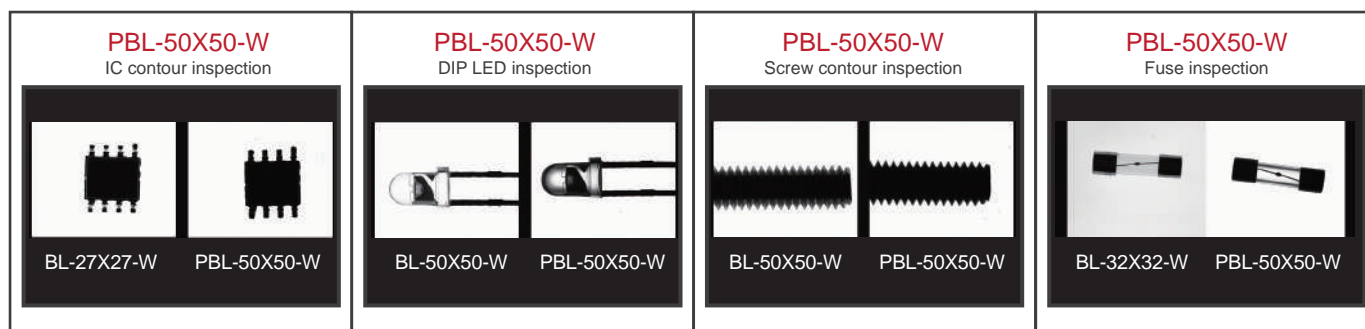 PBL-50X50-W
IC contour inspection
BL-27X27-W PBL-50X50-W
PBL-50X50-W
DIP LED inspection
BL-50X50-W PBL-50X50-W
PBL-50X50-W
Screw contour inspection
BL-50X50-W PBL-50X50-W
PBL-50X50-W
Fuse inspection
BL-32X32-W PBL-50X50-W